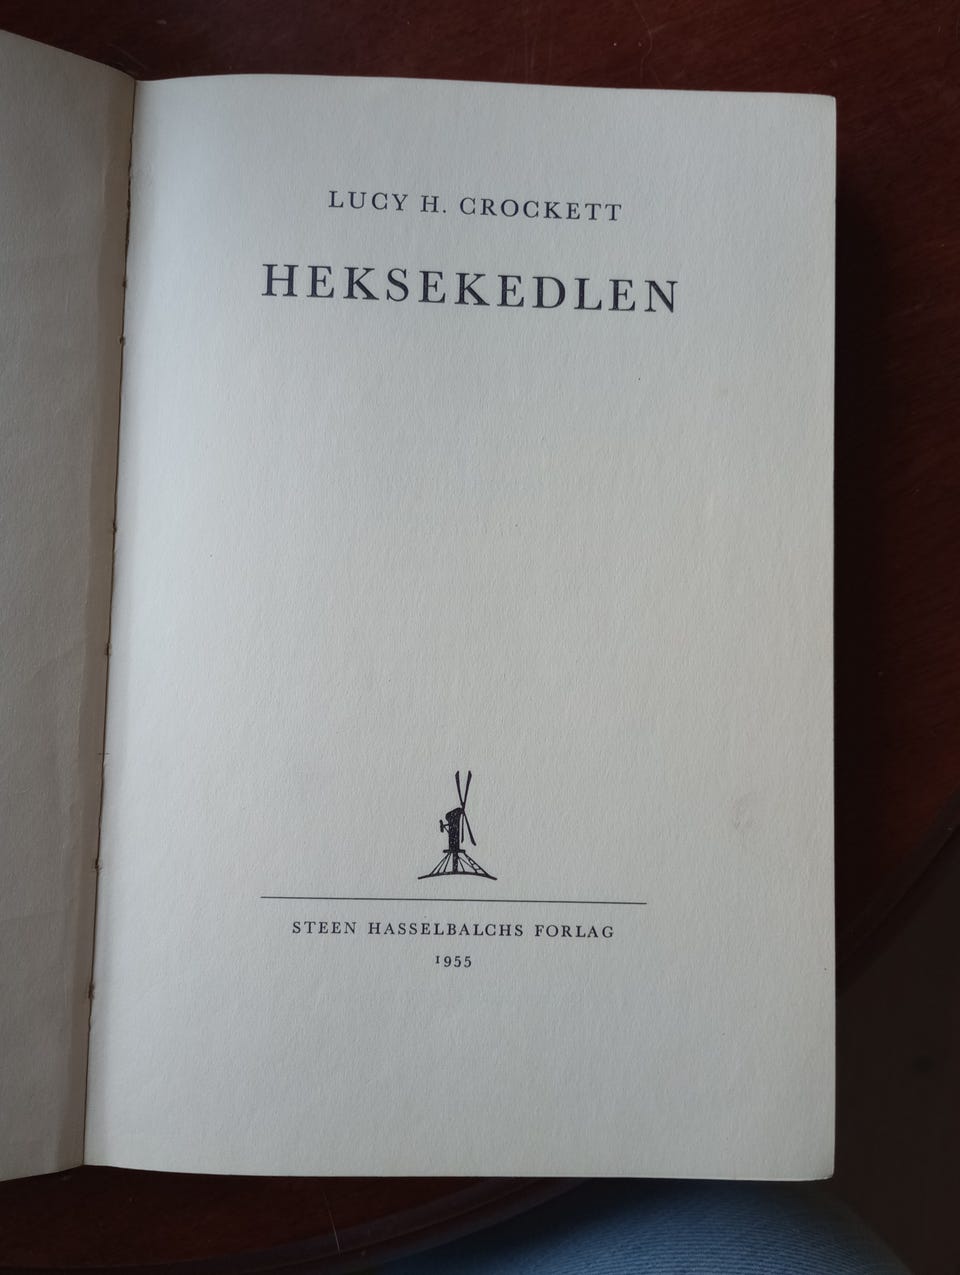 LUCY H. CROCKETT
HEKSEKEDLEN
STEEN HASSELBALCHS FORLAG
1955